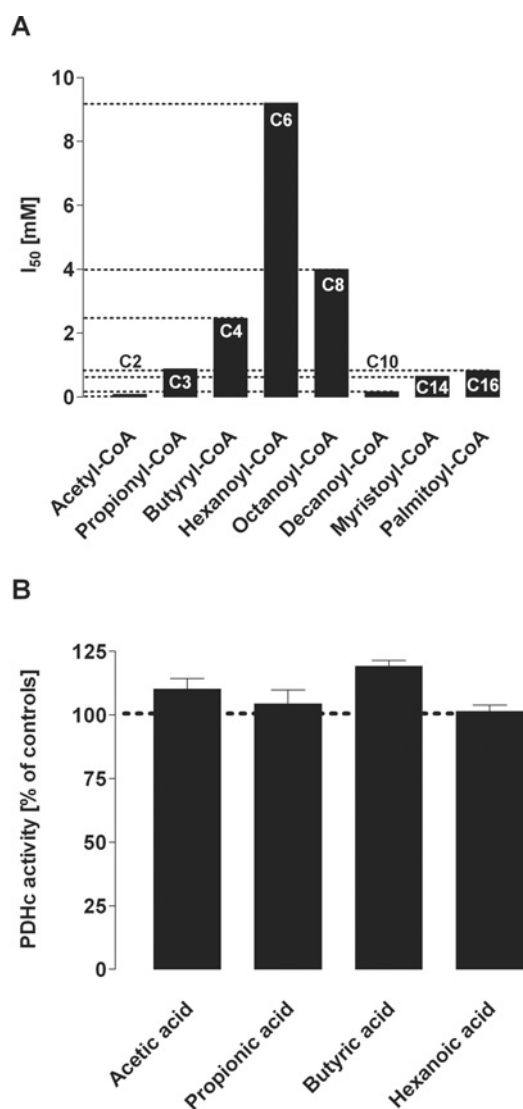 A
I50 [mM]
10
8
6
4
2
0
C2
C3
C4
C6
C8
C10
C14
C16
Acetyl-CoA
Propionyl-CoA
Butyryl-CoA
Hexanoyl-CoA
Octanoyl-CoA
Decanoyl-CoA
Myristoyl-CoA
Palmitoyl-CoA
B
PDHc activity [% of controls]
125
100
75
50
25
0
Acetic acid
Propionic acid
Butyric acid
Hexanoic acid